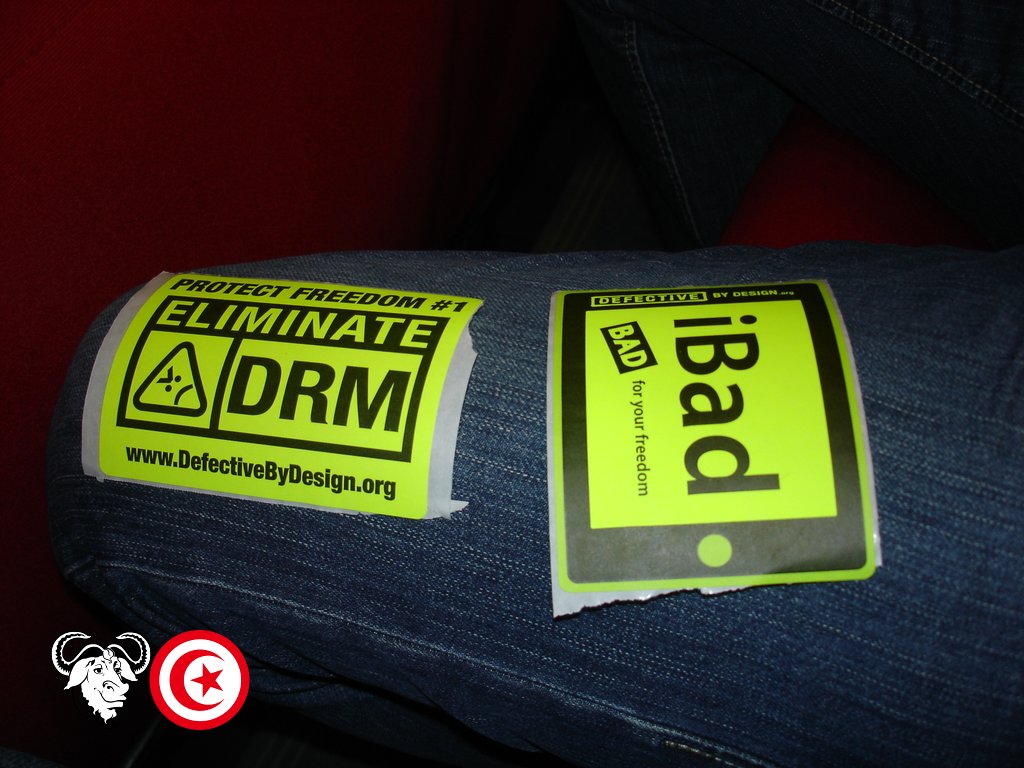 PROTECT FREEDOM #1
ELIMINATE
DRM
www.DefectiveByDesign.org
DEFECTIVE BY DESIGN.org
iBad
BAD for your freedom